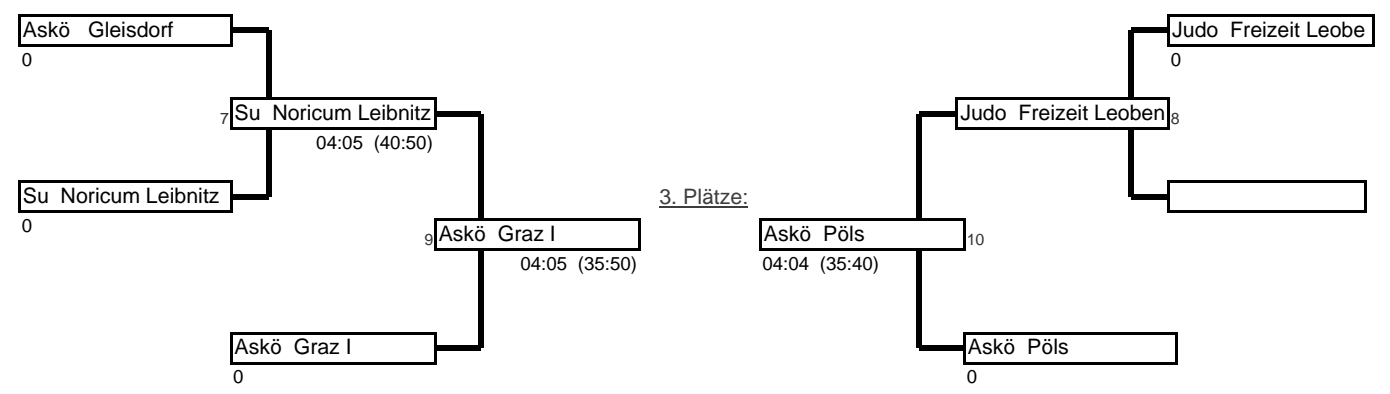 Askö Gleisdorf
0
7 Su Noricum Leibnitz
04:05 (40:50)
Su Noricum Leibnitz
0
9 Askö Graz I
04:05 (35:50)
Askö Graz I
0
3. Plätze:
Judo Freizeit Leobe
0
Judo Freizeit Leoben 8
Askö Pöls 10
04:04 (35:40)
Askö Pöls
0